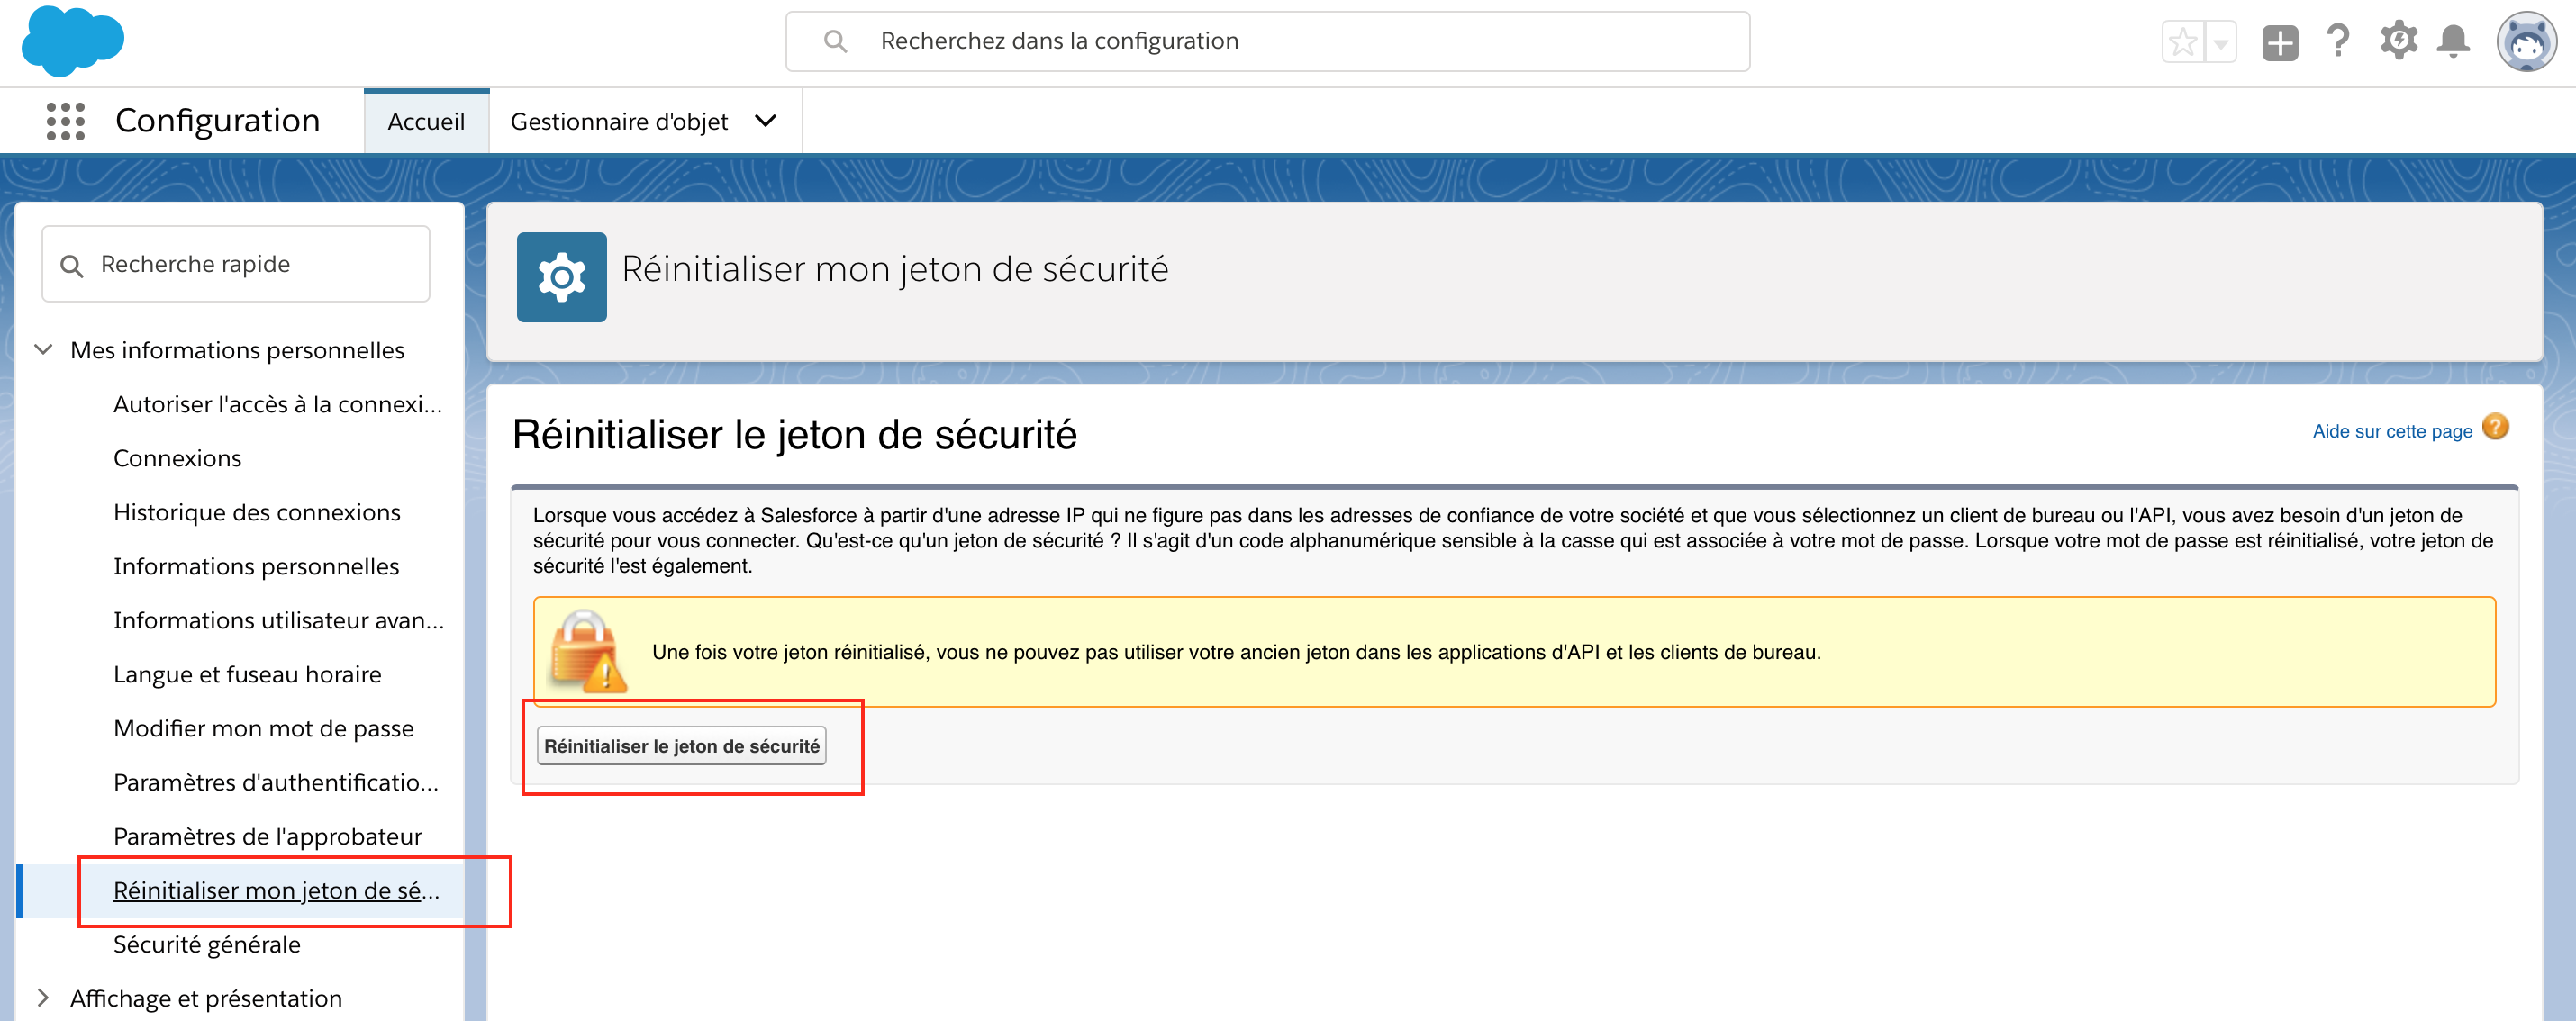 Recherchez dans la configuration
Configuration
Accueil
Gestionnaire d'objet
Recherche rapide
Mes informations personnelles
Autoriser l'accès à la connexi...
Connexions
Historique des connexions
Informations personnelles
Informations utilisateur avan...
Langue et fuseau horaire
Modifier mon mot de passe
Paramètres d'authentificatio...
Paramètres de l'approbateur
Réinitialiser mon jeton de sé...
Sécurité générale
Affichage et présentation
Réinitialiser mon jeton de sécurité
Réinitialiser le jeton de sécurité
Aide sur cette page
Lorsque vous accédez à Salesforce à partir d'une adresse IP qui ne figure pas dans les adresses de confiance de votre société et que vous sélectionnez un client de bureau ou l'API, vous avez besoin d'un jeton de
sécurité pour vous connecter. Qu'est-ce qu'un jeton de sécurité ? Il s'agit d'un code alphanumérique sensible à la casse qui est associée à votre mot de passe. Lorsque votre mot de passe est réinitialisé, votre jeton de
sécurité l'est également.
Une fois votre jeton réinitialisé, vous ne pouvez pas utiliser votre ancien jeton dans les applications d'API et les clients de bureau.
Réinitialiser le jeton de sécurité